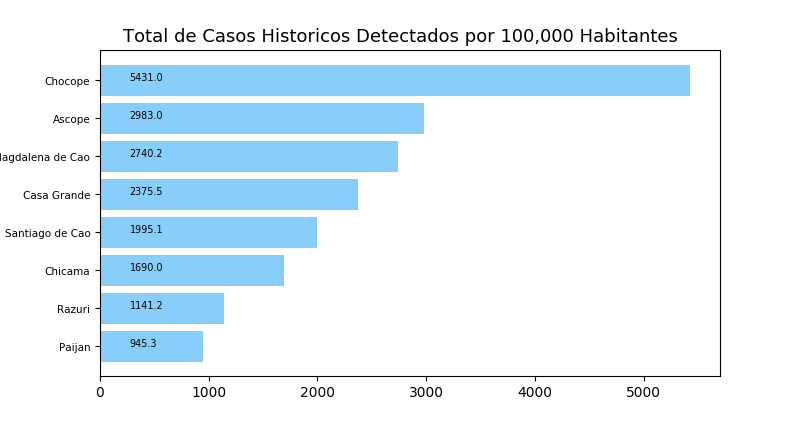 Total de Casos Historicos Detectados por 100,000 Habitantes
Chocope 5431.0
Ascope 2983.0
agdalena de Cao 2740.2
Casa Grande 2375.5
Santiago de Cao 1995.1
Chicama 1690.0
Razuri 1141.2
Paijan 945.3
0 1000 2000 3000 4000 5000